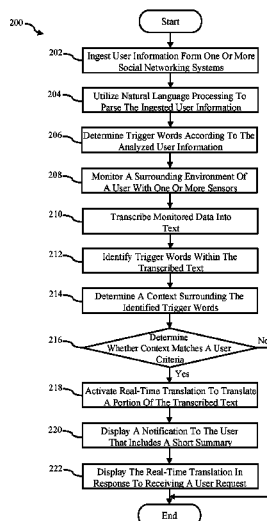 200
Start
202
Ingest User Information Form One or More
Social Networking Systems
204
Utilize Natural Language Processing To
Parse The Ingested User Information
206
Determine Trigger Words According To The
Analyzed User Information
208
Monitor A Surrounding Environment Of
A User With One or More Sensors
210
Transcribe Monitored Data Into
Text
212
Identify Trigger Words Within The
Transcribed Text
214
Determine A Context Surrounding The
Identified Trigger Words
216
Determine
Whether Context Matches A User
Criteria
No
Yes
218
Activate Real-Time Translation To Translate
A Portion Of The Transcribed Text
220
Display A Notification To The User
That Includes A Short Summary
222
Display The Real-Time Translation In
Response To Receiving A User Request
End